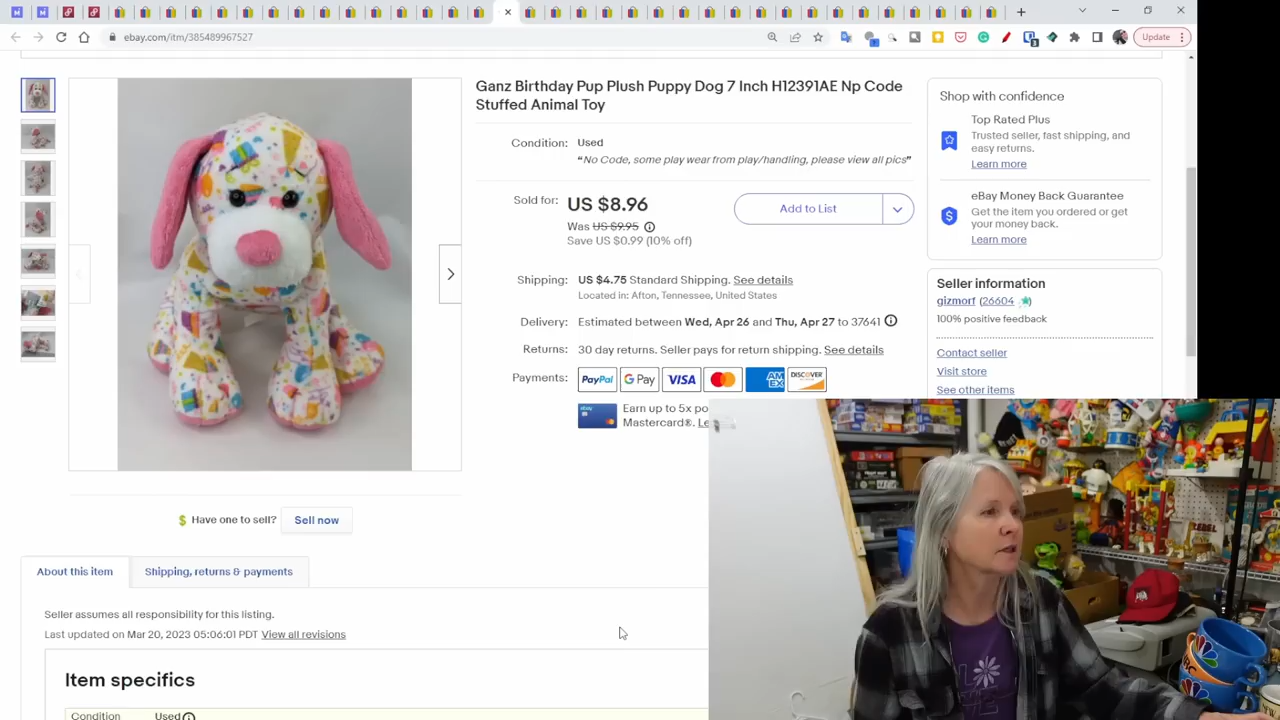 ebay.com/itm/385489967527
Update
Ganz Birthday Pup Plush Puppy Dog 7 Inch H12391AE Np Code
Stuffed Animal Toy
Condition: Used
“No Code, some play wear from play/handling, please view all pics”
Sold for: US $8.96
Was US $9.95
Save US $0.99 (10% off)
Add to List
Shipping: US $4.75 Standard Shipping. See details
Located in: Afton, Tennessee, United States
Delivery: Estimated between Wed, Apr 26 and Thu, Apr 27 to 37641
Returns: 30 day returns. Seller pays for return shipping. See details
Payments: PayPal G Pay VISA AM EX DISCOVER
ebay Earn up to 5x po
Mastercard®. Le
Shop with confidence
Top Rated Plus
Trusted seller, fast shipping, and
easy returns.
Learn more
eBay Money Back Guarantee
Get the item you ordered or get
your money back.
Learn more
Seller information
gizmorf (26604
100% positive feedback
Contact seller
Visit store
See other items
Have one to sell? Sell now
About this item
Shipping, returns & payments
Seller assumes all responsibility for this listing.
Last updated on Mar 20, 2023 05:06:01 PDT View all revisions
Item specifics
Condition Used